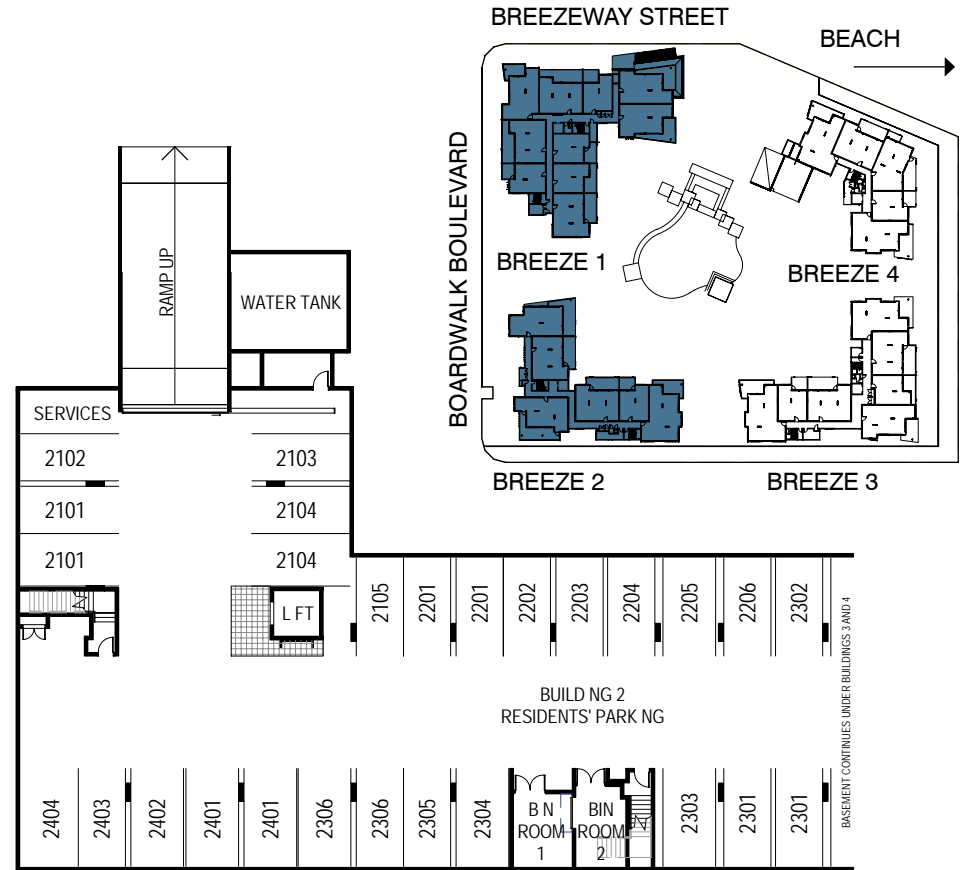 BREEZEWAY STREET
BEACH
BOARDWALK BOULEVARD
BREEZE 1
BREEZE 4
BREEZE 2
BREEZE 3
RAMP UP
WATER TANK
SERVICES
2102
2103
2101
2104
2101
2104
L FT
2105
2201
2201
2202
2203
2204
2205
2206
2302
BUILD NG 2
RESIDENTS' PARK NG
BASEMENT CONTINUES UNDER BUILDINGS 3 AND 4
2404
2403
2402
2401
2401
2306
2306
2305
2304
B N
ROOM
1
BIN
ROOM
2
2303
2301
2301